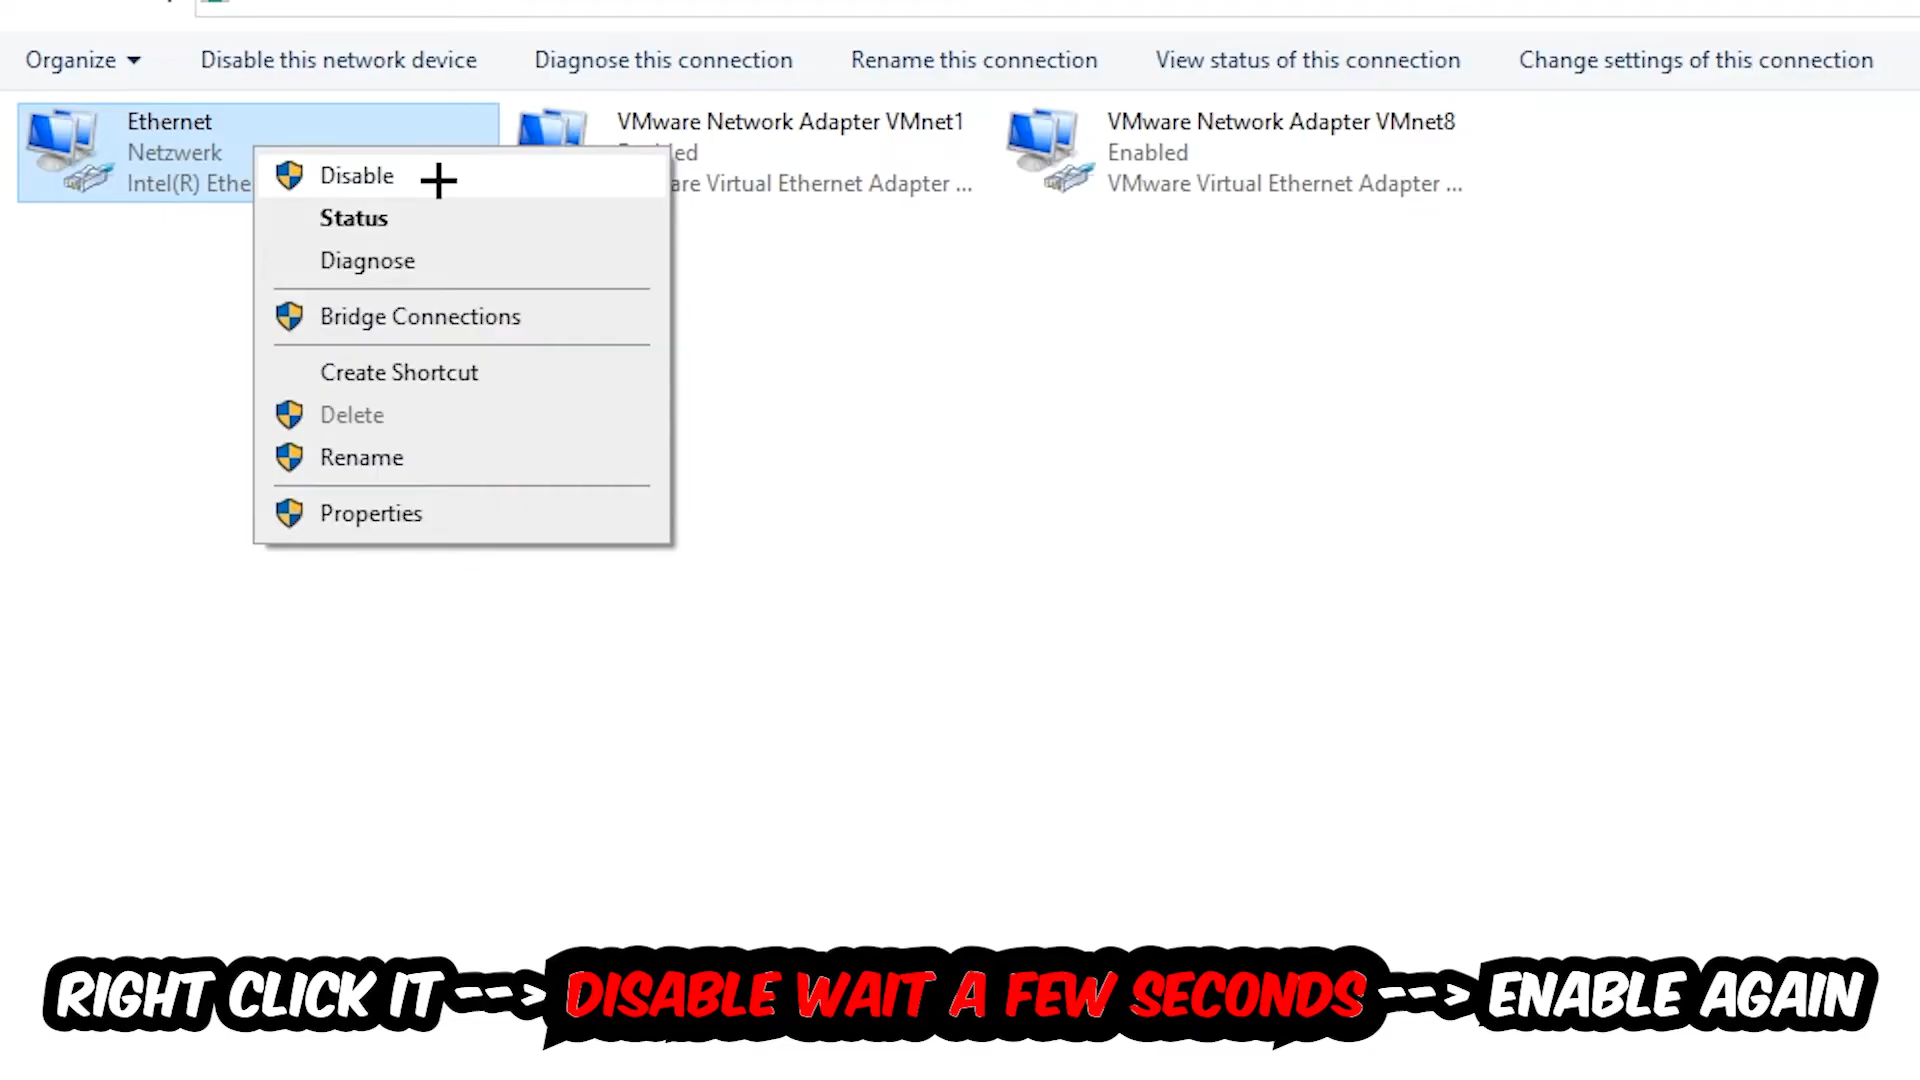 Organize Disable this network device Diagnose this connection Rename this connection View status of this connection Change settings of this connection
Ethernet
Netzwerk
Intel(R) Ethe
VMware Network Adapter VMnet1
are Virtual Ethernet Adapter ...
VMware Network Adapter VMnet8
Enabled
VMware Virtual Ethernet Adapter ...
Disable
Status
Diagnose
Bridge Connections
Create Shortcut
Delete
Rename
Properties
RIGHT CLICK IT --> DISABLE WAIT A FEW SECONDS --> ENABLE AGAIN